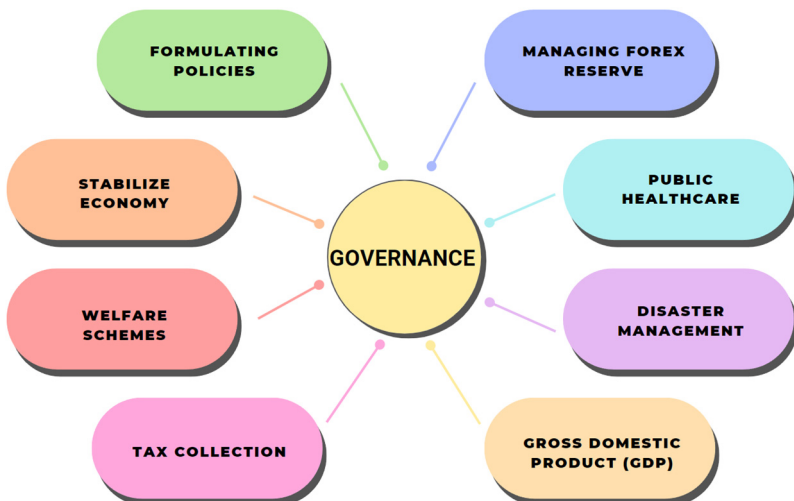 FORMULATING
POLICIES
MANAGING FOREX
RESERVE
STABILIZE
ECONOMY
PUBLIC
HEALTHCARE
GOVERNANCE
WELFARE
SCHEMES
DISASTER
MANAGEMENT
TAX COLLECTION
GROSS DOMESTIC
PRODUCT (GDP)